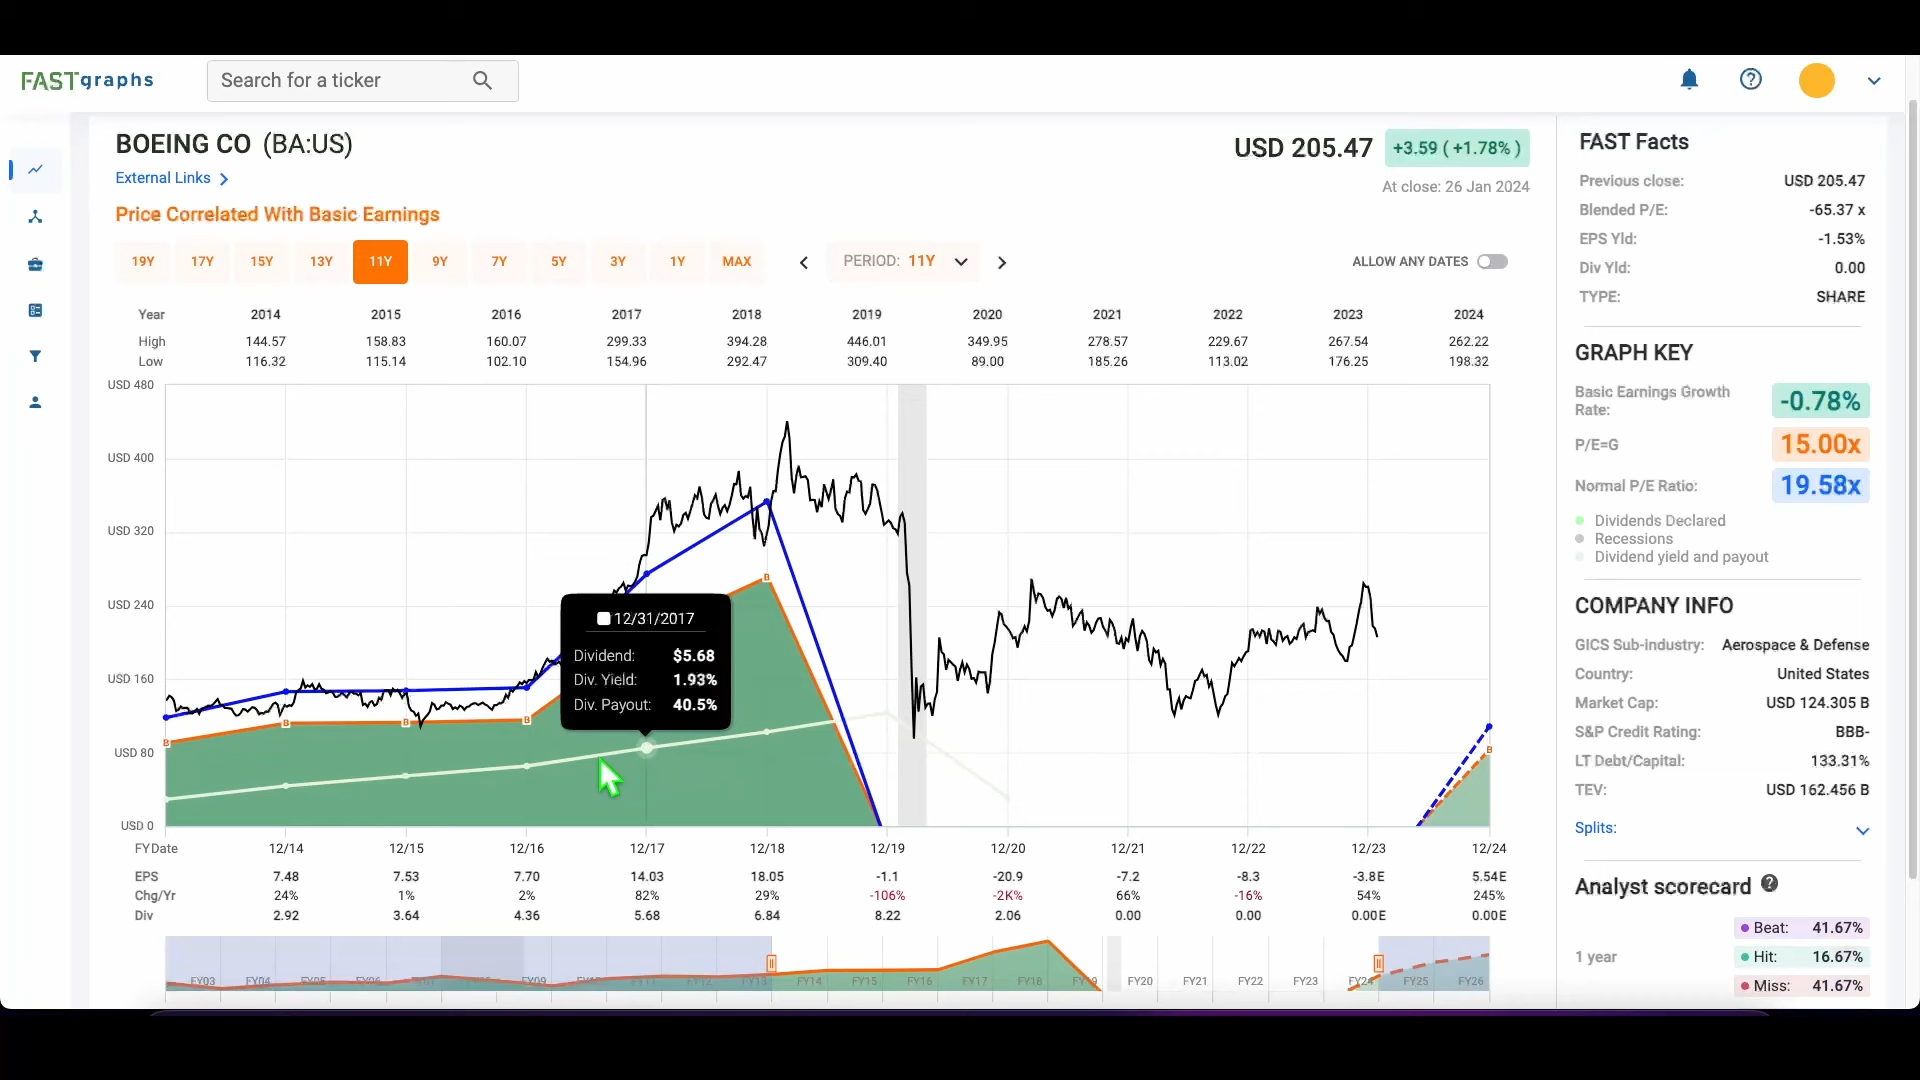 FASTgraphs
Search for a ticker
BOEING CO (BA:US)
USD 205.47 +3.59 ( +1.78% )
External Links
At close: 26 Jan 2024
Price Correlated With Basic Earnings
19Y 17Y 15Y 13Y 11Y 9Y 7Y 5Y 3Y 1Y MAX PERIOD: 11Y ALLOW ANY DATES
Year 2014 2015 2016 2017 2018 2019 2020 2021 2022 2023 2024
High 144.57 158.83 160.07 299.33 394.28 446.01 349.95 278.57 229.67 267.54 262.22
Low 116.32 115.14 102.10 154.96 292.47 309.40 89.00 185.26 113.02 176.25 198.32
USD 480
USD 400
USD 320
USD 240
USD 160
USD 80
USD 0
B B B B B B
12/31/2017
Dividend: $5.68
Div. Yield: 1.93%
Div. Payout: 40.5%
FYDate 12/14 12/15 12/16 12/17 12/18 12/19 12/20 12/21 12/22 12/23 12/24
EPS 7.48 7.53 7.70 14.03 18.05 -1.1 -20.9 -7.2 -8.3 -3.8E 5.54E
Chg/Yr 24% 1% 2% 82% 29% -106% -2K% 66% -16% 54% 245%
Div 2.92 3.64 4.36 5.68 6.84 8.22 2.06 0.00 0.00 0.00E 0.00E
FY03 FY04 FY05 FY06 FY09 FY11 FY12 FY13 FY14 FY15 FY16 FY17 FY18 FY19 FY20 FY21 FY22 FY23 FY24 FY25 FY26
FAST Facts
Previous close: USD 205.47
Blended P/E: -65.37 x
EPS Yld: -1.53%
Div Yld: 0.00
TYPE: SHARE
GRAPH KEY
Basic Earnings Growth
Rate: -0.78%
P/E=G 15.00x
Normal P/E Ratio: 19.58x
Dividends Declared
Recessions
Dividend yield and payout
COMPANY INFO
GICS Sub-industry: Aerospace & Defense
Country: United States
Market Cap: USD 124.305 B
S&P Credit Rating: BBB-
LT Debt/Capital: 133.31%
TEV: USD 162.456 B
Splits:
Analyst scorecard
Beat: 41.67%
1 year Hit: 16.67%
Miss: 41.67%